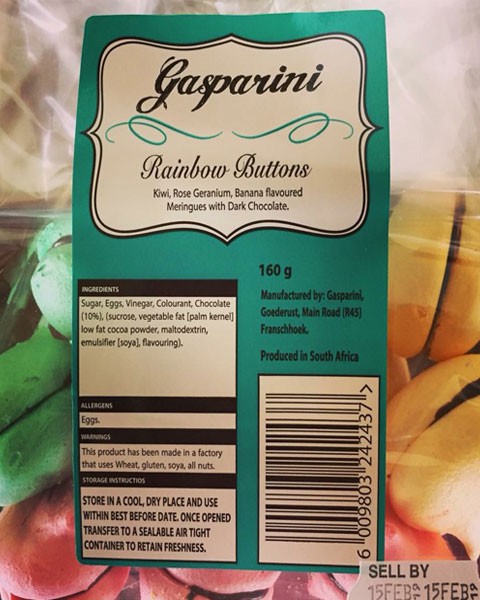 Gasparini
Rainbow Buttons
Kiwi, Rose Geranium, Banana flavoured
Meringues with Dark Chocolate.
INGREDIENTS
Sugar, Eggs, Vinegar, Colourant, Chocolate
(10%), (sucrose, vegetable fat [palm kernel]
low fat cocoa powder, maltodextrin,
emulsifier [soya], flavouring).
ALLERGENS
Eggs.
WARNINGS
This product has been made in a factory
that uses Wheat, gluten, soya, all nuts.
STORAGE INSTRUCTIOS
STORE IN A COOL, DRY PLACE AND USE
WITHIN BEST BEFORE DATE. ONCE OPENED
TRANSFER TO A SEALABLE AIR TIGHT
CONTAINER TO RETAIN FRESHNESS.
160 g
Manufactured by: Gasparini,
Goederust, Main Road (R45)
Franschhoek.
Produced in South Africa
6 009803 242437 >
SELL BY
15FEB 15FEB